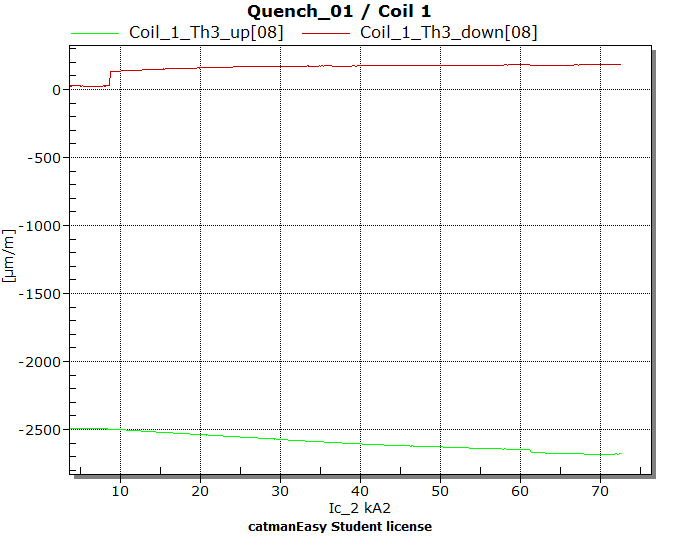 Quench_01 / Coil 1
Coil_1_Th3_up[08] Coil_1_Th3_down[08]
0
-500
-1000
[µm/m]
-1500
-2000
-2500
10 20 30 40 50 60 70
Ic_2 kA2
catmanEasy Student license